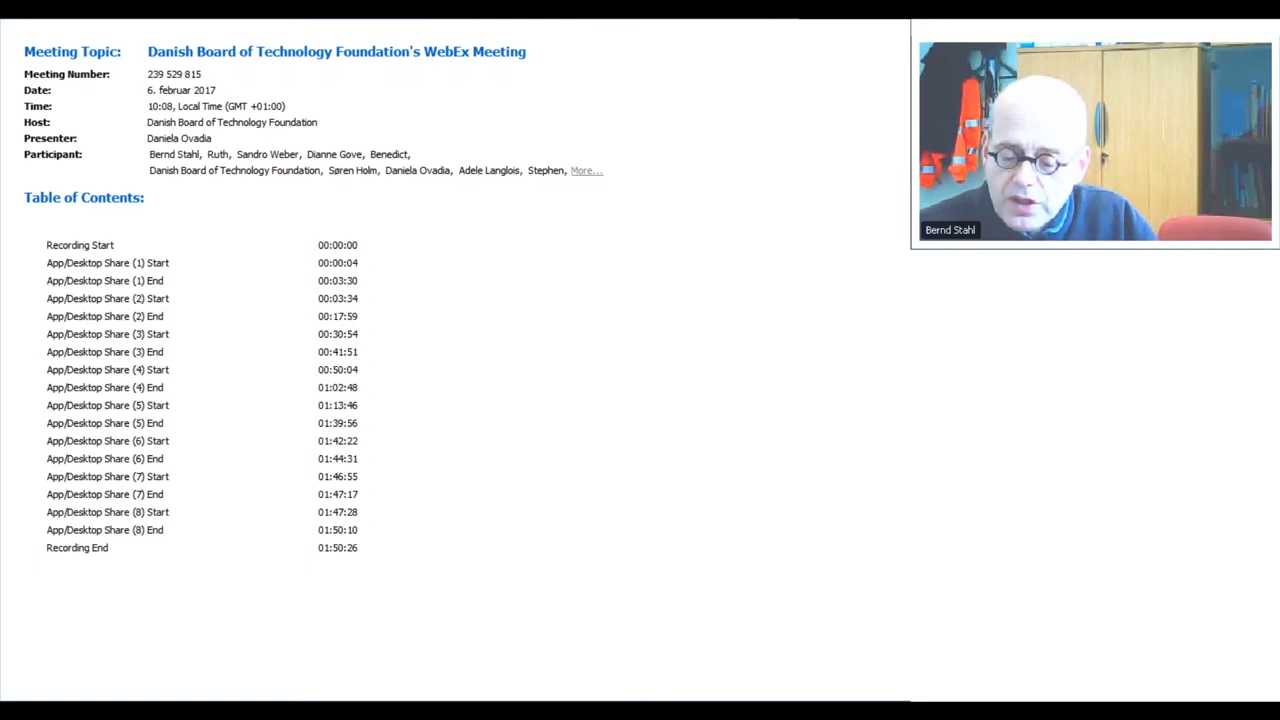 Meeting Topic: Danish Board of Technology Foundation's WebEx Meeting
Meeting Number: 239 529 815
Date: 6. februar 2017
Time: 10:08, Local Time (GMT +01:00)
Host: Danish Board of Technology Foundation
Presenter: Daniela Ovadia
Participant: Bernd Stahl, Ruth, Sandro Weber, Dianne Gove, Benedict,
Danish Board of Technology Foundation, Søren Holm, Daniela Ovadia, Adele Langlois, Stephen, More...
Table of Contents:
Recording Start 00:00:00
App/Desktop Share (1) Start 00:00:04
App/Desktop Share (1) End 00:03:30
App/Desktop Share (2) Start 00:03:34
App/Desktop Share (2) End 00:17:59
App/Desktop Share (3) Start 00:30:54
App/Desktop Share (3) End 00:41:51
App/Desktop Share (4) Start 00:50:04
App/Desktop Share (4) End 01:02:48
App/Desktop Share (5) Start 01:13:46
App/Desktop Share (5) End 01:39:56
App/Desktop Share (6) Start 01:42:22
App/Desktop Share (6) End 01:44:31
App/Desktop Share (7) Start 01:46:55
App/Desktop Share (7) End 01:47:17
App/Desktop Share (8) Start 01:47:28
App/Desktop Share (8) End 01:50:10
Recording End 01:50:26
Bernd Stahl